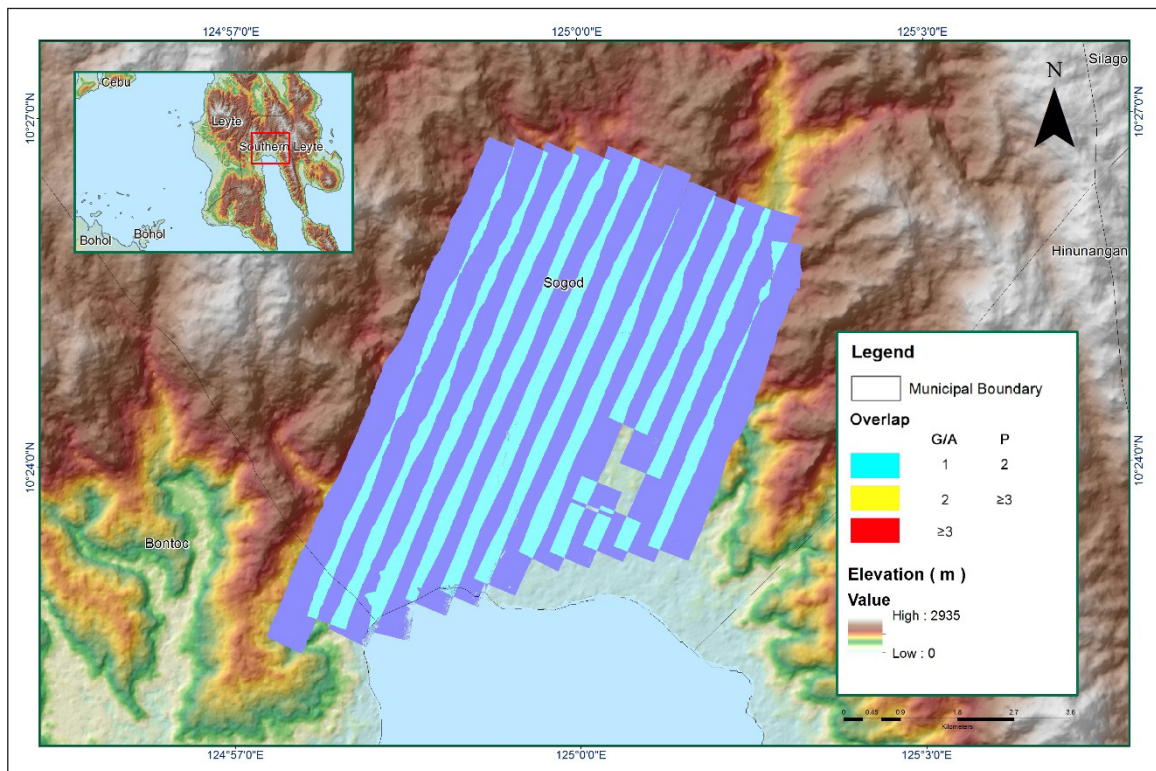 124°57'0"E
125°0'0"E
125°3'0"E
10°27'0"N
10°27'0"N
10°24'0"N
10°24'0"N
Cebu
Leyte
Southern Leyte
Bohol
Bohol
Silago
N
Hinunangan
Sogod
Bontoc
Legend
Municipal Boundary
Overlap
G/A P
1 2
2 ≥3
≥3
Elevation ( m )
Value
High : 2935
Low : 0
0 0.45 0.9 1.8 2.7 3.6
Kilometers
124°57'0"E
125°0'0"E
125°3'0"E